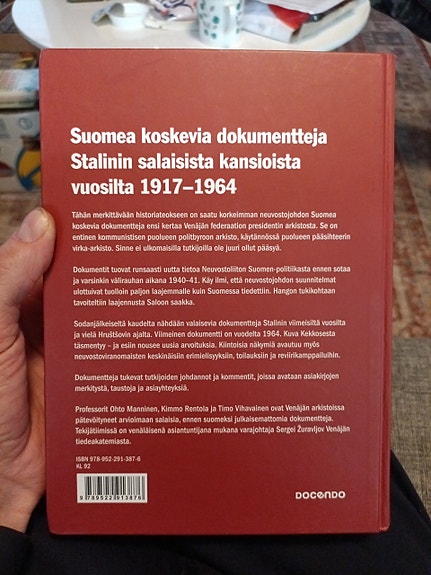 Suomea koskevia dokumentteja
Stalinin salaisista kansioista
vuosilta 1917–1964
Tähän merkittävään historiateokseen on saatu korkeimman neuvostojohdon Suomea
koskevia dokumentteja ensi kertaa Venäjän federaation presidentin arkistosta. Se on
entinen kommunistisen puolueen politbyroon arkisto, käytännössä puolueen pääsihteerin
virka-arkisto. Sinne ei ulkomaisilla tutkijoilla ole juuri ollut pääsyä.
Dokumentit tuovat runsaasti uutta tietoa Neuvostoliiton Suomen-politiikasta ennen sotaa
ja varsinkin välirauhan aikana 1940–41. Käy ilmi, että neuvostojohdon suunnitelmat
ulottuivat tuolloin paljon laajemmalle kuin Suomessa tiedettiin. Hangon tukikohtaan
tavoiteltiin laajennusta Saloon saakka.
Sodanjälkeiseltä kaudelta nähdään valaisevia dokumentteja Stalinin viimeisiltä vuosilta
ja vielä Hruštšovin ajalta. Viimeinen dokumentti on vuodelta 1964. Kuva Kekkosesta
täsmentyy – ja esiin nousee uusia arvoituksia. Kiintoisia näkymiä avautuu myös
neuvostoviranomaisten keskinäisiin erimielisyyksiin, toilauksiin ja reviirikamppailuihin.
Dokumentteja tukevat tutkijoiden johdannot ja kommentit, joissa avataan asiakirjojen
merkitystä, taustoja ja asiayhteyksiä.
Professorit Ohto Manninen, Kimmo Rentola ja Timo Vihavainen ovat Venäjän arkistoissa
pätevöityneet arvioimaan salaisia, ennen suomeksi julkaisemattomia dokumentteja.
Tekijätiimissä on venäläisenä asiantuntijana mukana varajohtaja Sergei Žuravljov Venäjän
tiedeakatemiasta.
ISBN 978-952-291-387-6
KL 92
9 789522 913876
DOCENDO